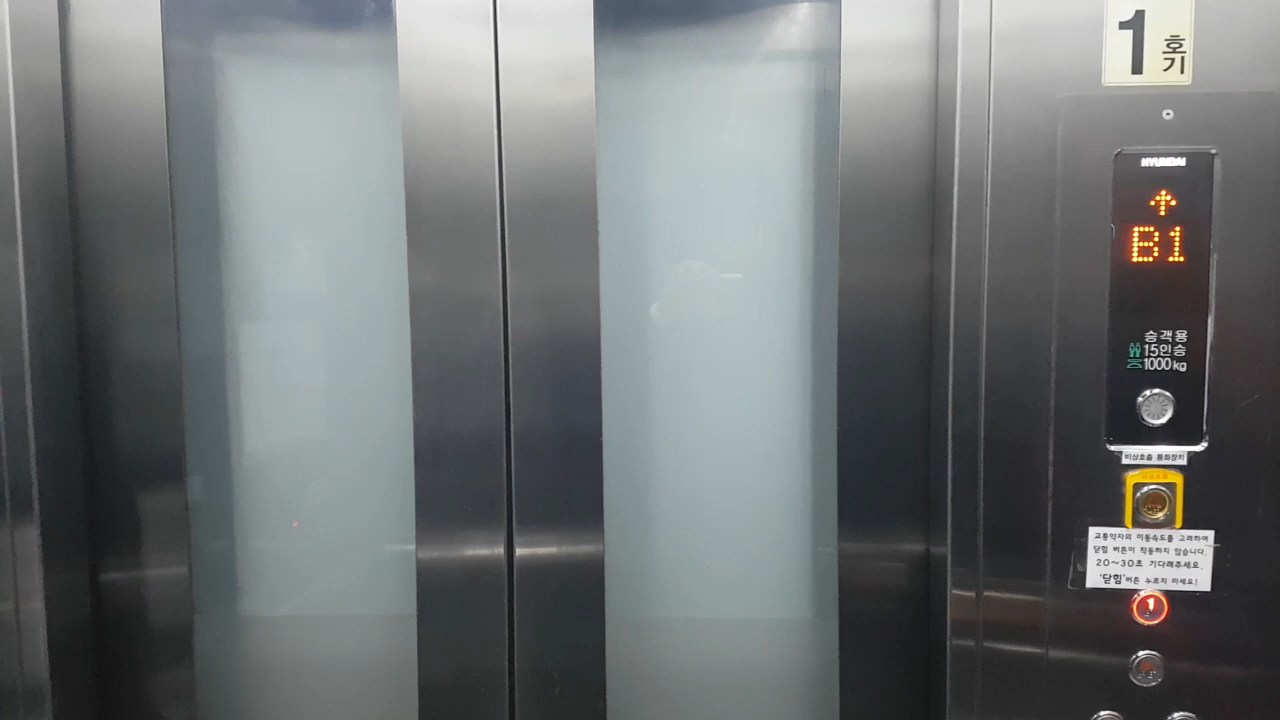 1 호기
HYUNDAI
B1
승객용
15인승
1000kg
비상호출 통화장치
교통약자의 이동속도를 고려하여
닫힘 버튼이 작동하지 않습니다.
20~30초 기다려주세요.
'닫힘'버튼 누르지 마세요!
1